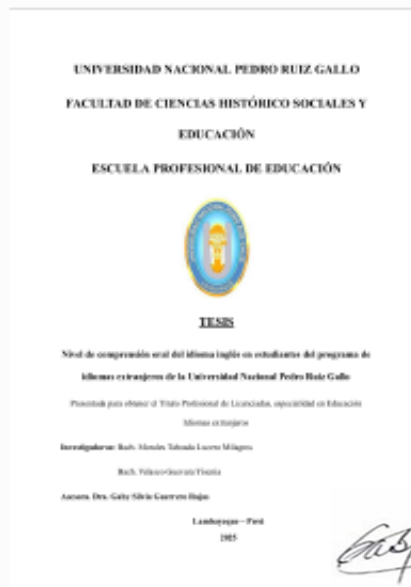 UNIVERSIDAD NACIONAL PEDRO RUIZ GALLO
FACULTAD DE CIENCIAS HISTÓRICO SOCIALES Y
EDUCACIÓN
ESCUELA PROFESIONAL DE EDUCACIÓN
TESIS
Nivel de comprensión oral del idioma inglés en estudiantes del programa de
idiomas extranjeros de la Universidad Nacional Pedro Ruiz Gallo
Presentada para obtener el Título Profesional de Licenciadas, especialidad en Educación
Idiomas extranjeros
Investigadoras: Bach. Morales Taboada Lucero Milagros
Bach. Velasco Guevara Yesenia
Asesora. Dra. Gaby Silvia Guerrero Rojas
Lambayeque – Perú
2025